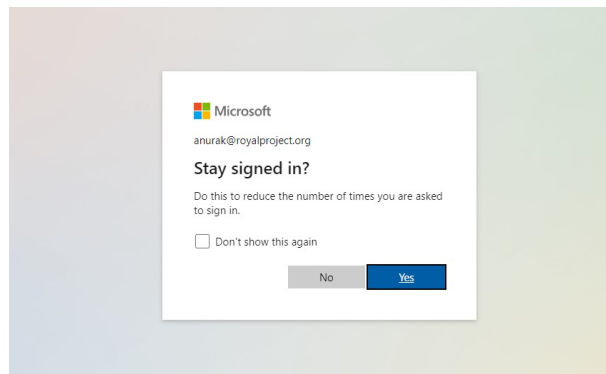 Microsoft
anurak@royalproject.org
Stay signed in?
Do this to reduce the number of times you are asked
to sign in.
Don't show this again
No
Yes